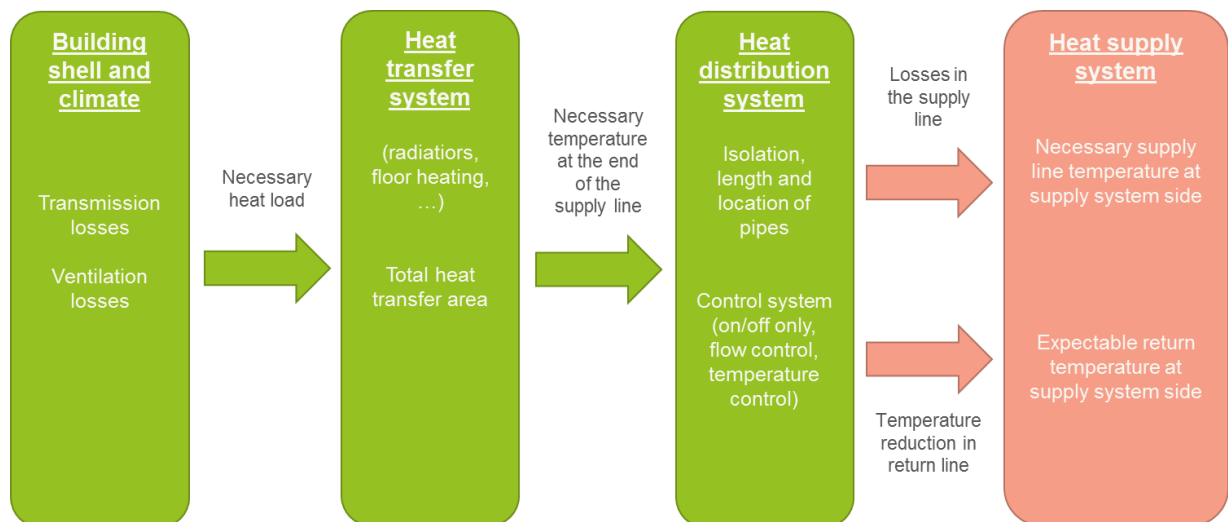 Building
shell and
climate
Transmission
losses
Ventilation
losses
Necessary
heat load
Heat
transfer
system
(radiatiors,
floor heating,
…)
Total heat
transfer area
Necessary
temperature
at the end
of the
supply line
Heat
distribution
system
Isolation,
length and
location of
pipes
Control system
(on/off only,
flow control,
temperature
control)
Losses in
the supply
line
Temperature
reduction in
return line
Heat supply
system
Necessary supply
line temperature at
supply system side
Expectable return
temperature at
supply system side